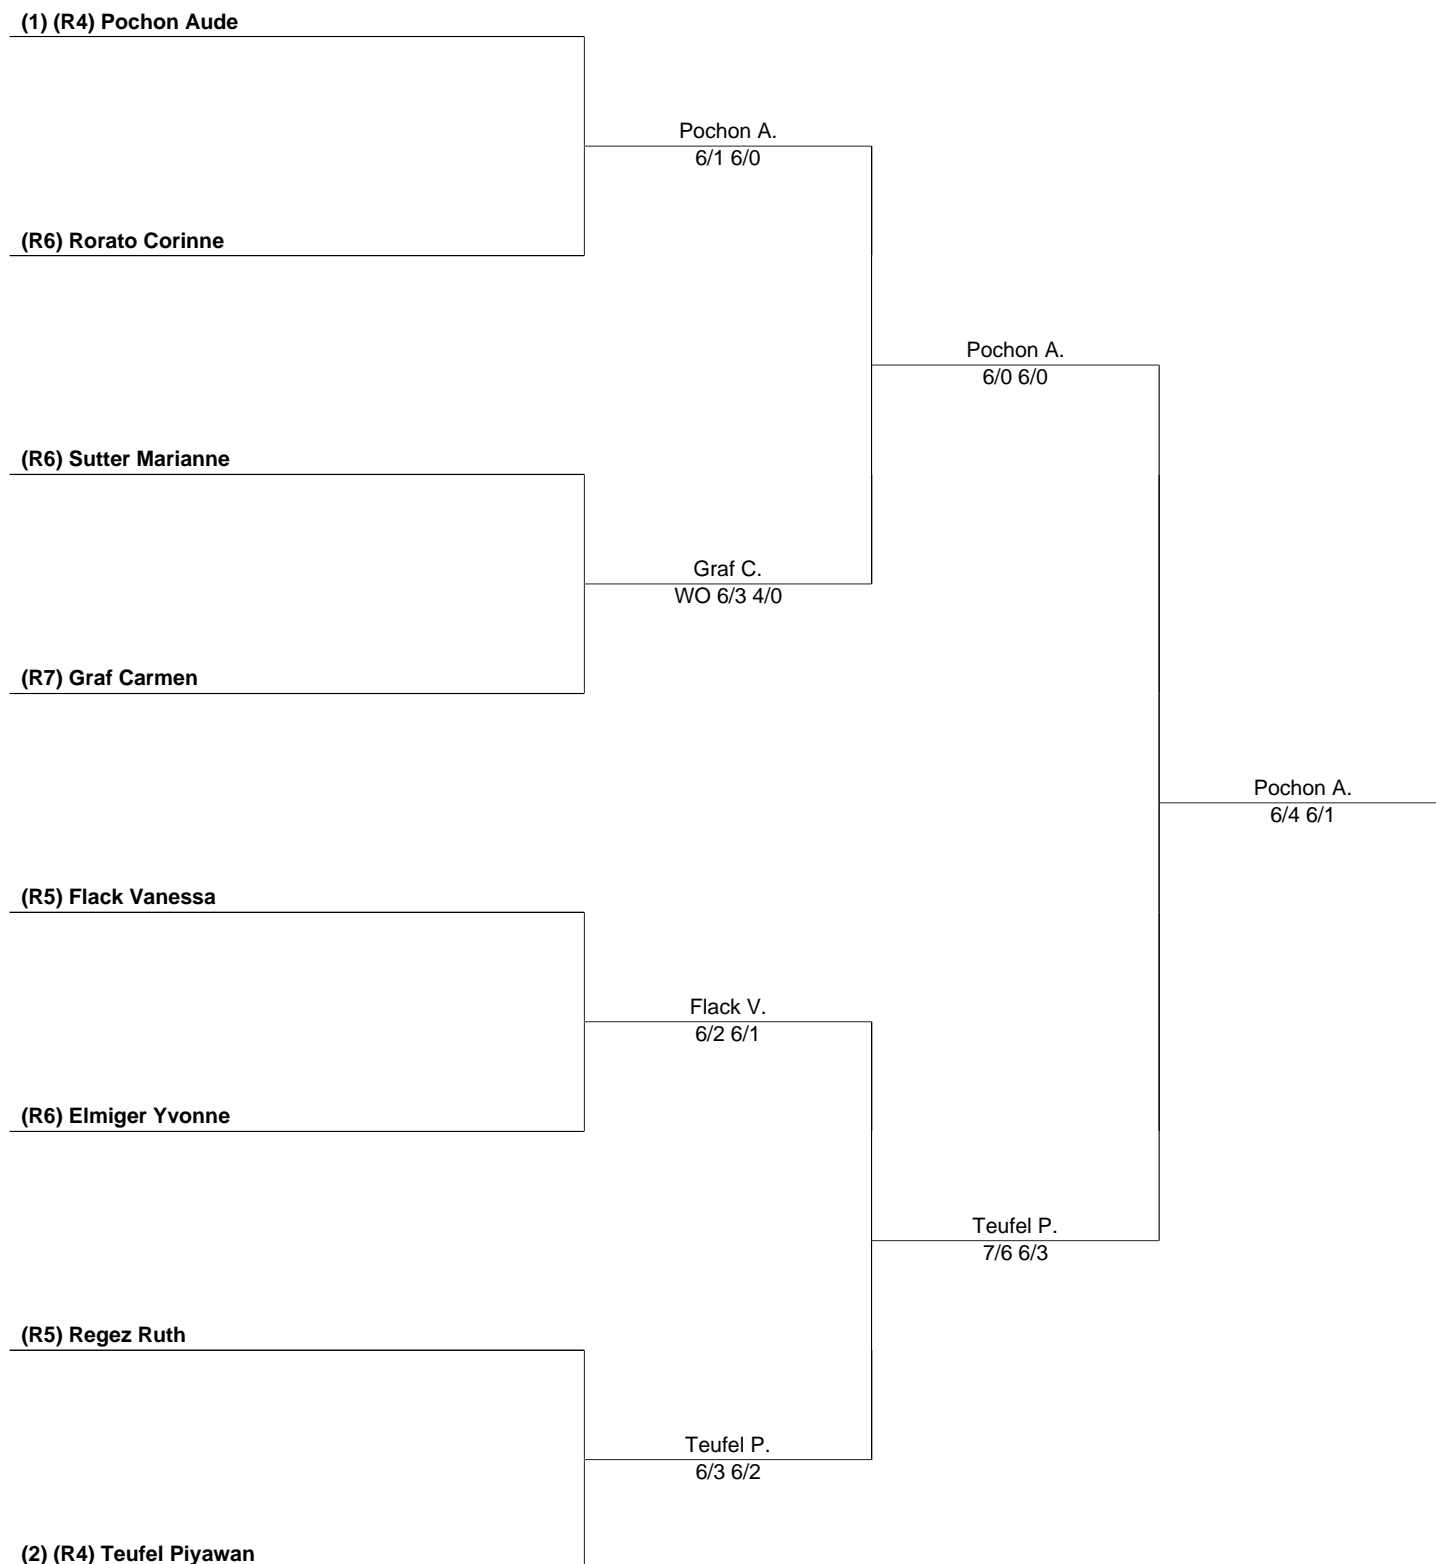 (1) (R4) Pochon Aude
Pochon A.
6/1 6/0
(R6) Rorato Corinne
Pochon A.
6/0 6/0
(R6) Sutter Marianne
Graf C.
WO 6/3 4/0
(R7) Graf Carmen
Pochon A.
6/4 6/1
(R5) Flack Vanessa
Flack V.
6/2 6/1
(R6) Elmiger Yvonne
Teufel P.
7/6 6/3
(R5) Regez Ruth
Teufel P.
6/3 6/2
(2) (R4) Teufel Piyawan